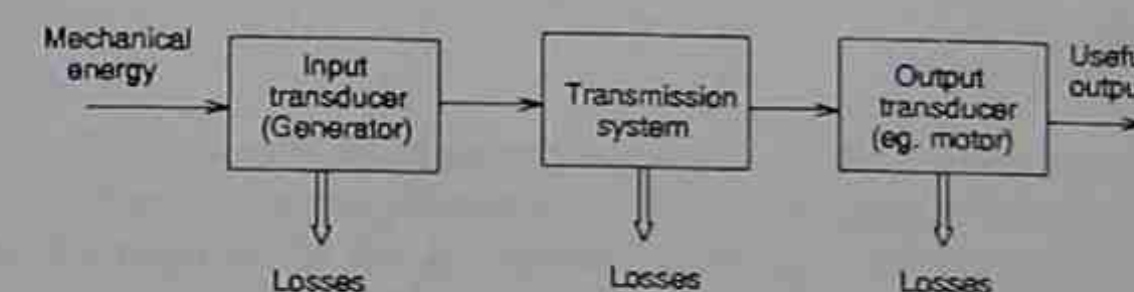 Mechanical
energy
Input
transducer
(Generator)
Transmission
system
Output
transducer
(eg. motor)
Losses
Losses
Losses